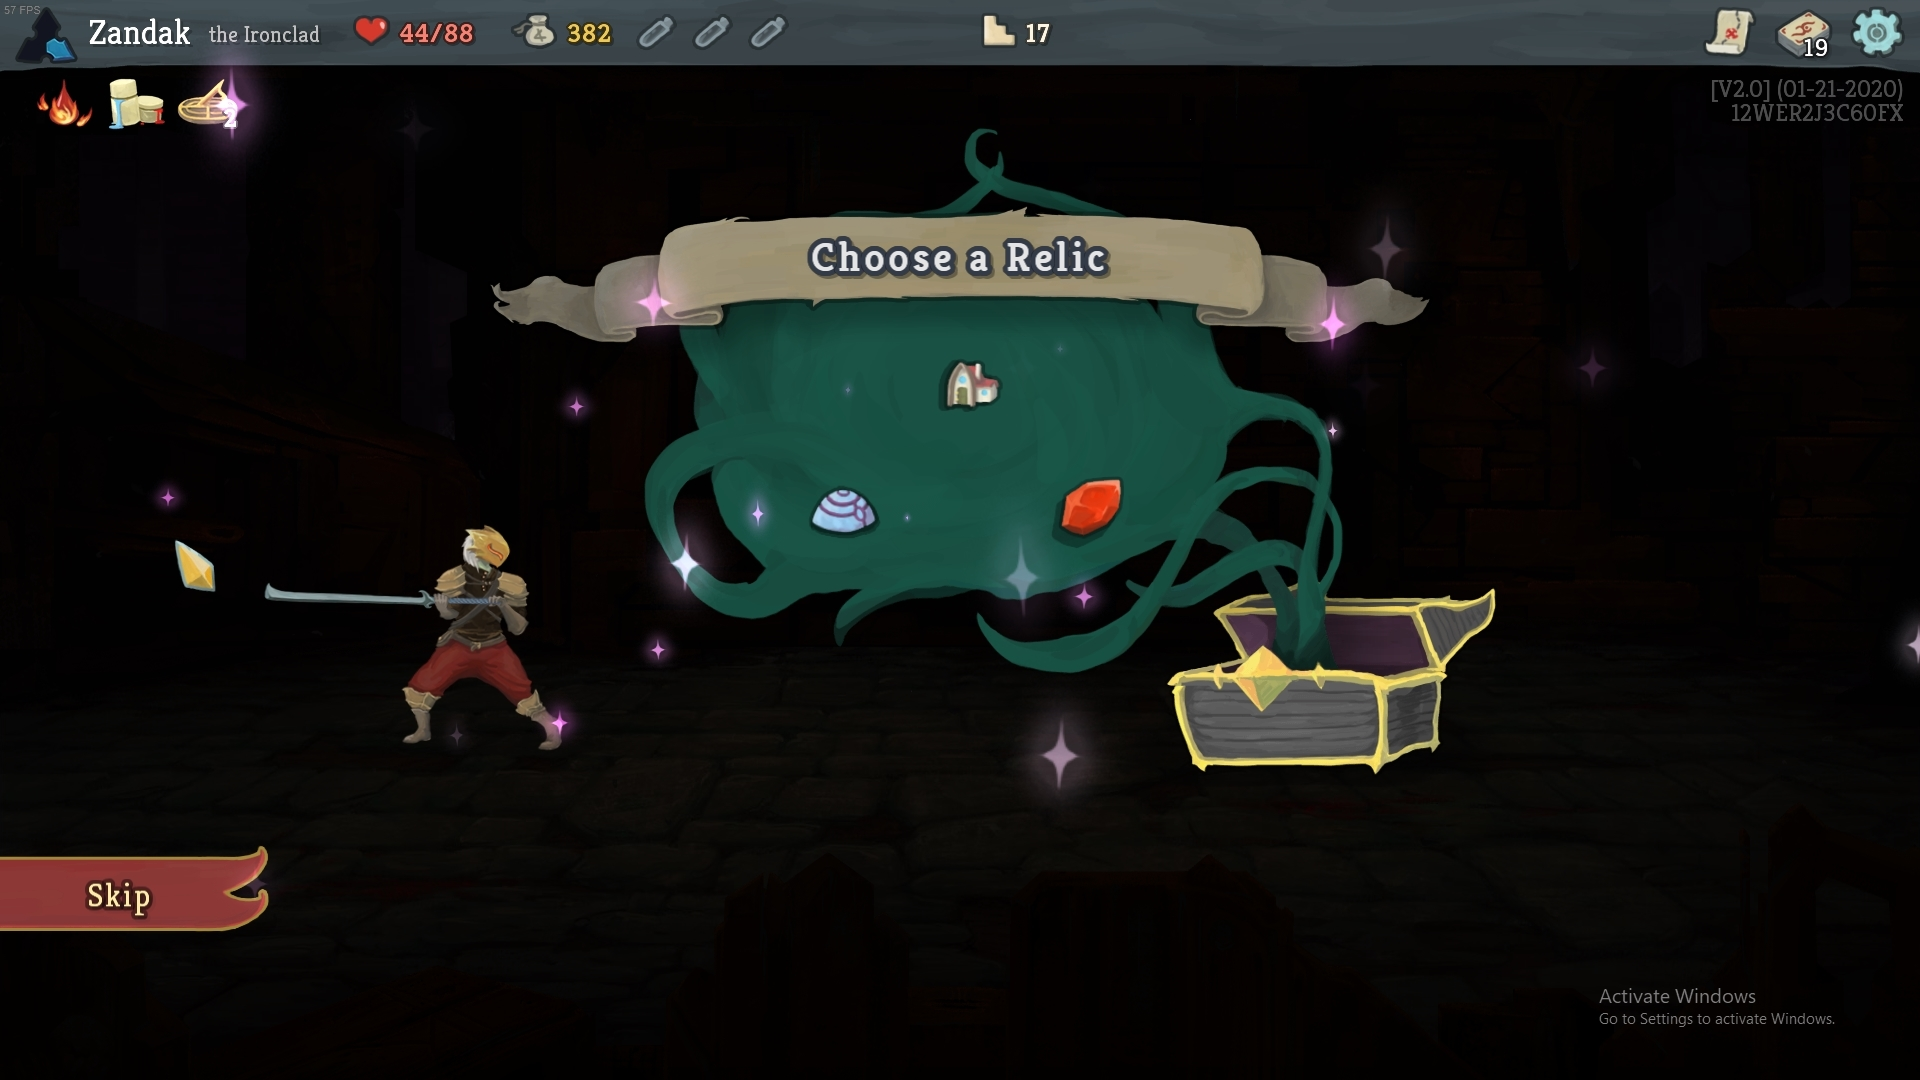 57 FPS
Zandak the Ironclad 44/88 382 17 19
2
[V2.0] (01-21-2020)
12WER2J3C60FX
Choose a Relic
Skip
Activate Windows
Go to Settings to activate Windows.